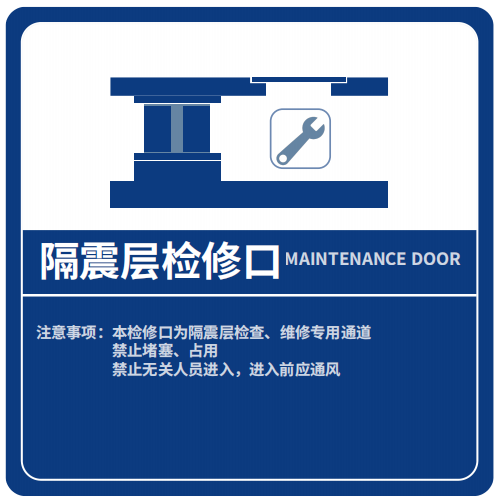 隔震层检修口 MAINTENANCE DOOR
注意事项：本检修口为隔震层检查、维修专用通道
禁止堵塞、占用
禁止无关人员进入，进入前应通风